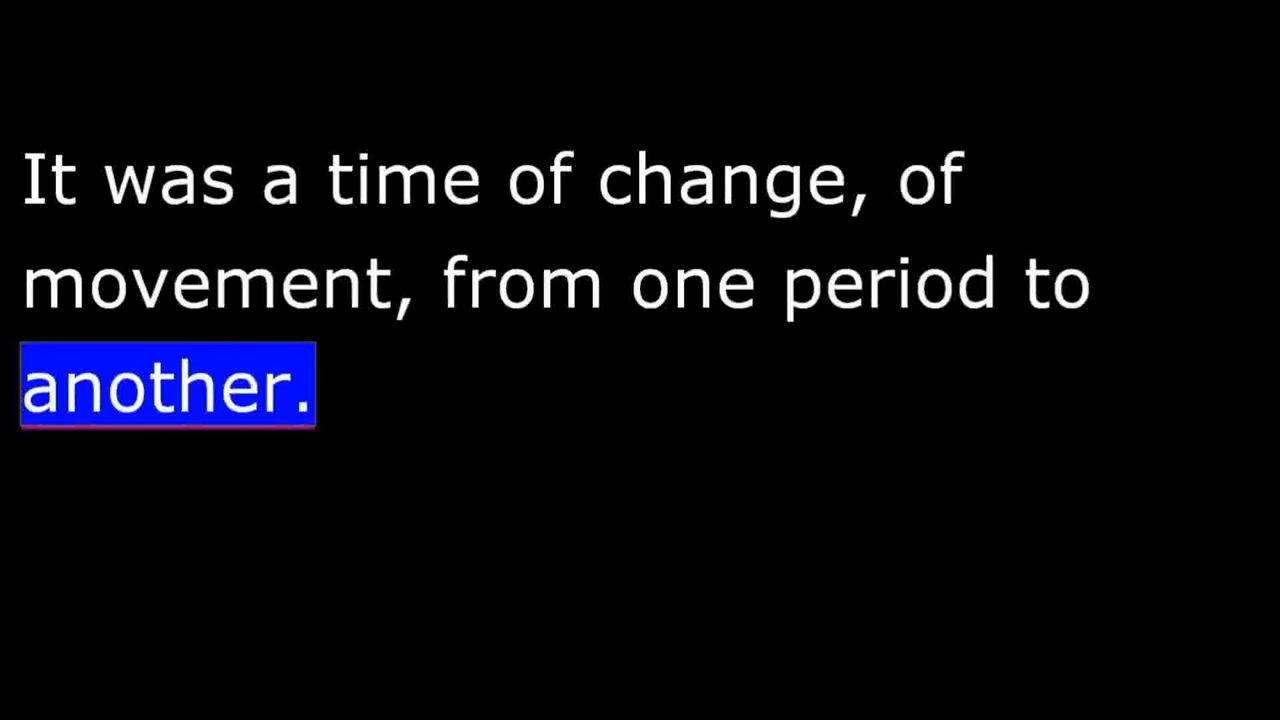 It was a time of change, of
movement, from one period to
another.